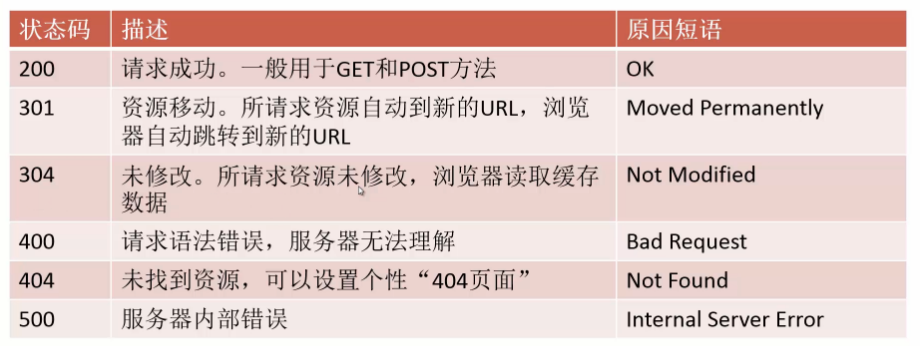 状态码 描述 原因短语
200 请求成功。一般用于GET和POST方法 OK
301 资源移动。所请求资源自动到新的URL，浏览 Moved Permanently
器自动跳转到新的URL
304 未修改。所请求资源未修改，浏览器读取缓存 Not Modified
数据
400 请求语法错误，服务器无法理解 Bad Request
404 未找到资源，可以设置个性“404页面” Not Found
500 服务器内部错误 Internal Server Error